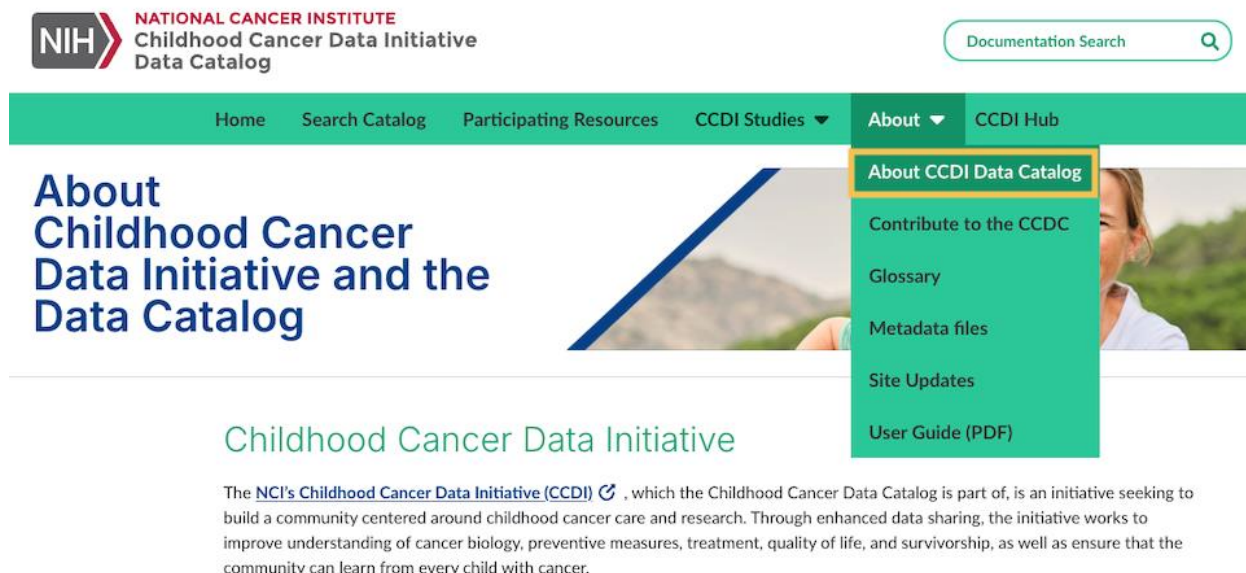 NIH
NATIONAL CANCER INSTITUTE
Childhood Cancer Data Initiative
Data Catalog
Documentation Search
Home Search Catalog Participating Resources CCDI Studies About CCDI Hub
About CCDI Data Catalog
Contribute to the CCDC
Glossary
Metadata files
Site Updates
User Guide (PDF)
About
Childhood Cancer
Data Initiative and the
Data Catalog
Childhood Cancer Data Initiative
The NCI's Childhood Cancer Data Initiative (CCDI) , which the Childhood Cancer Data Catalog is part of, is an initiative seeking to
build a community centered around childhood cancer care and research. Through enhanced data sharing, the initiative works to
improve understanding of cancer biology, preventive measures, treatment, quality of life, and survivorship, as well as ensure that the
community can learn from every child with cancer.